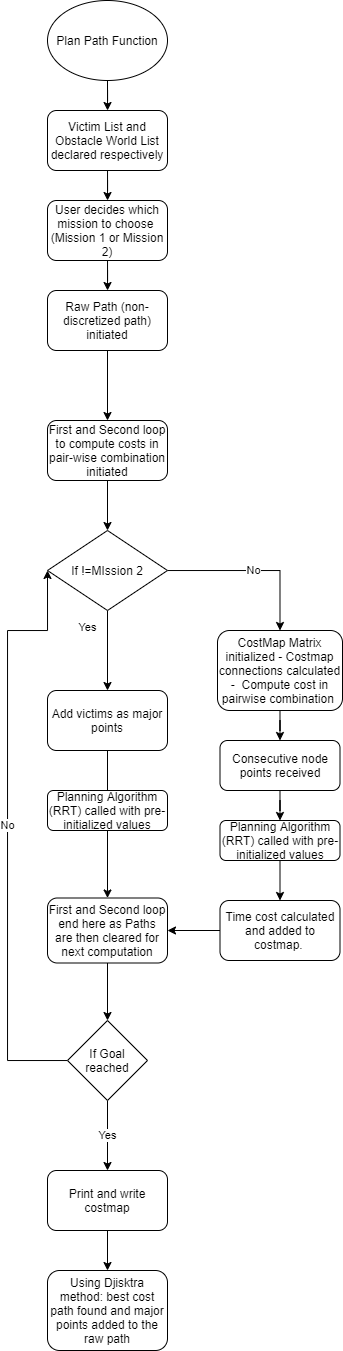 Plan Path Function
Victim List and
Obstacle World List
declared respectively
User decides which
mission to choose
(Mission 1 or Mission
2)
Raw Path (non-
discretized path)
initiated
First and Second loop
to compute costs in
pair-wise combination
initiated
If !=MIssion 2
No
Yes
CostMap Matrix
initialized - Costmap
connections calculated
- Compute cost in
pairwise combination
Add victims as major
points
Consecutive node
points received
Planning Algorithm
(RRT) called with pre-
initialized values
Planning Algorithm
(RRT) called with pre-
initialized values
No
First and Second loop
end here as Paths
are then cleared for
next computation
Time cost calculated
and added to
costmap.
If Goal
reached
Yes
Print and write
costmap
Using Djisktra
method: best cost
path found and major
points added to the
raw path